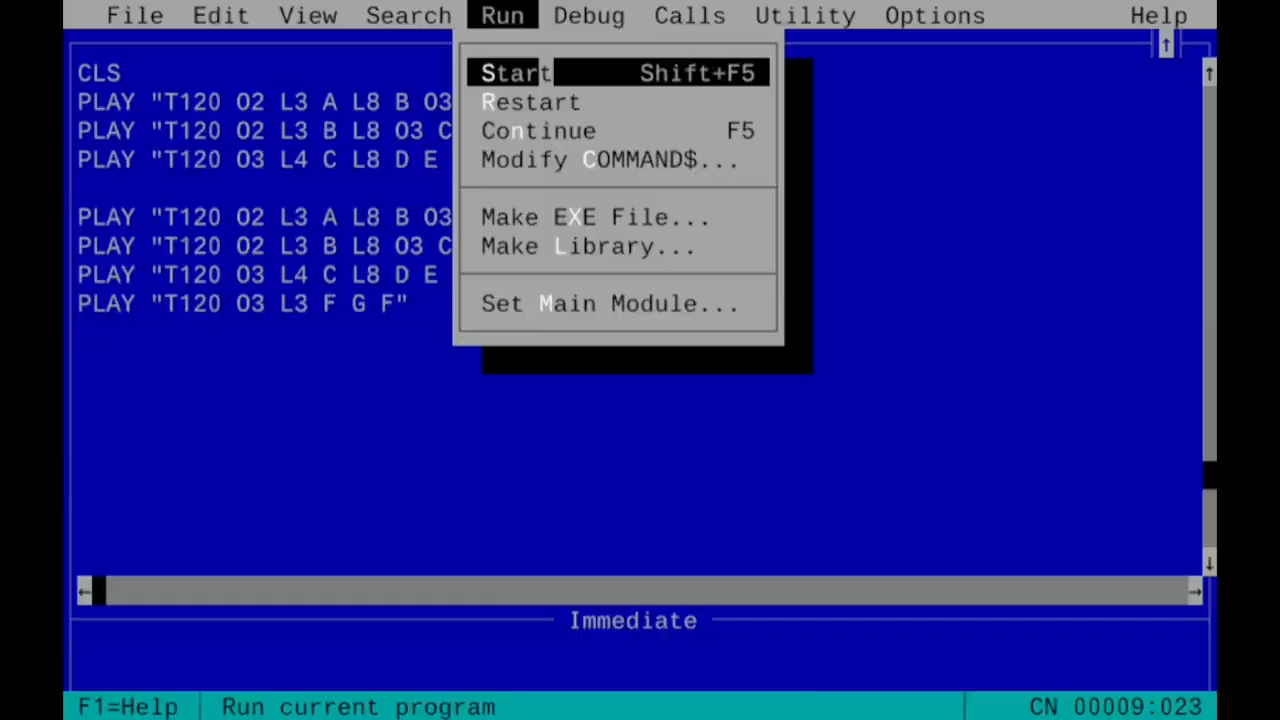 File Edit View Search Run Debug Calls Utility Options Help
CLS
PLAY "T120 O2 L3 A L8 B O3
PLAY "T120 O2 L3 B L8 O3 C
PLAY "T120 O3 L4 C L8 D E
PLAY "T120 O2 L3 A L8 B O3
PLAY "T120 O2 L3 B L8 O3 C
PLAY "T120 O3 L4 C L8 D E
PLAY "T120 O3 L3 F G F"
Start Shift+F5
Restart
Continue F5
Modify COMMAND$...
Make EXE File...
Make Library...
Set Main Module...
Immediate
F1=Help Run current program CN 00009:023